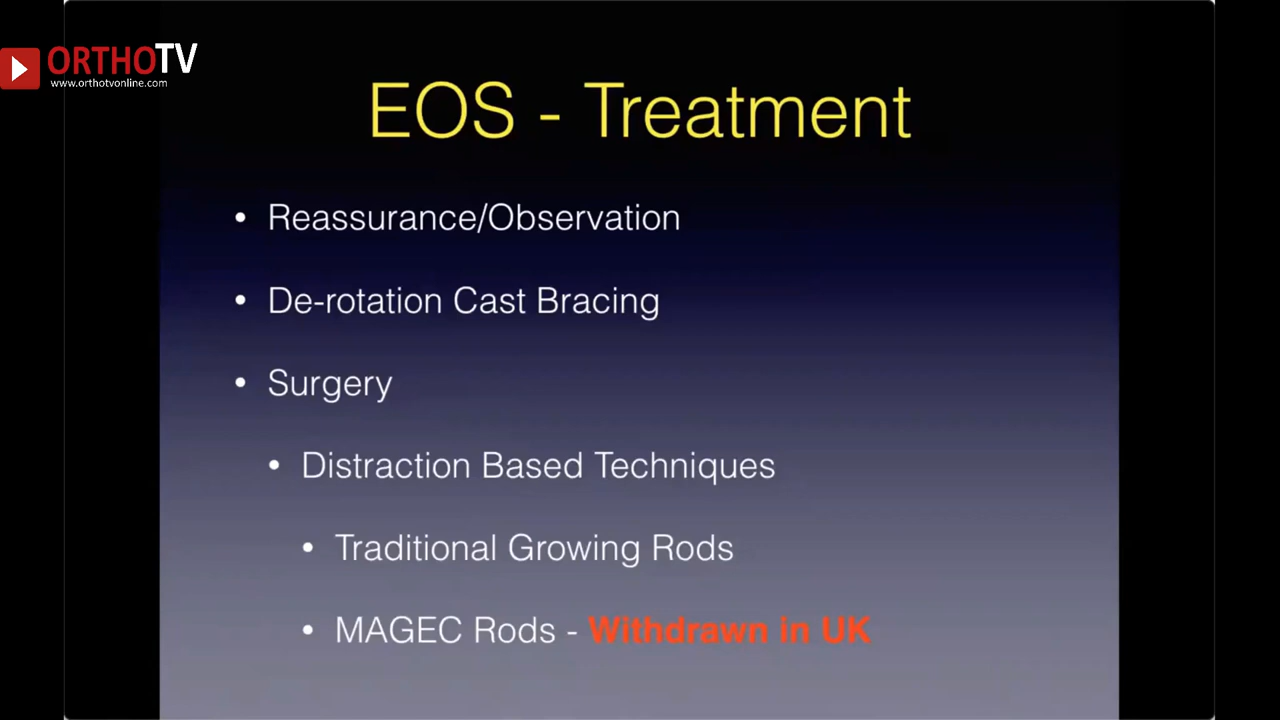 ORTHOTV
www.orthotvonline.com
EOS - Treatment
• Reassurance/Observation
• De-rotation Cast Bracing
• Surgery
• Distraction Based Techniques
• Traditional Growing Rods
• MAGEC Rods - Withdrawn in UK